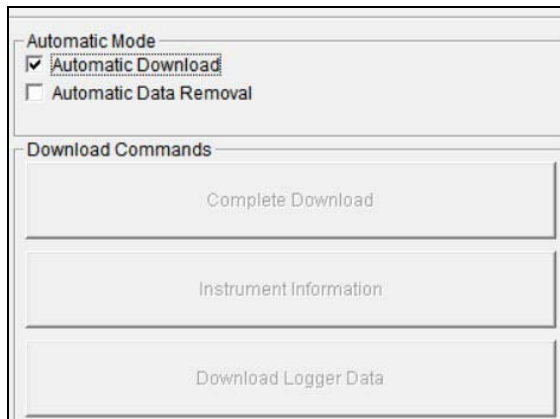 Automatic Mode
Automatic Download
Automatic Data Removal
Download Commands
Complete Download
Instrument Information
Download Logger Data